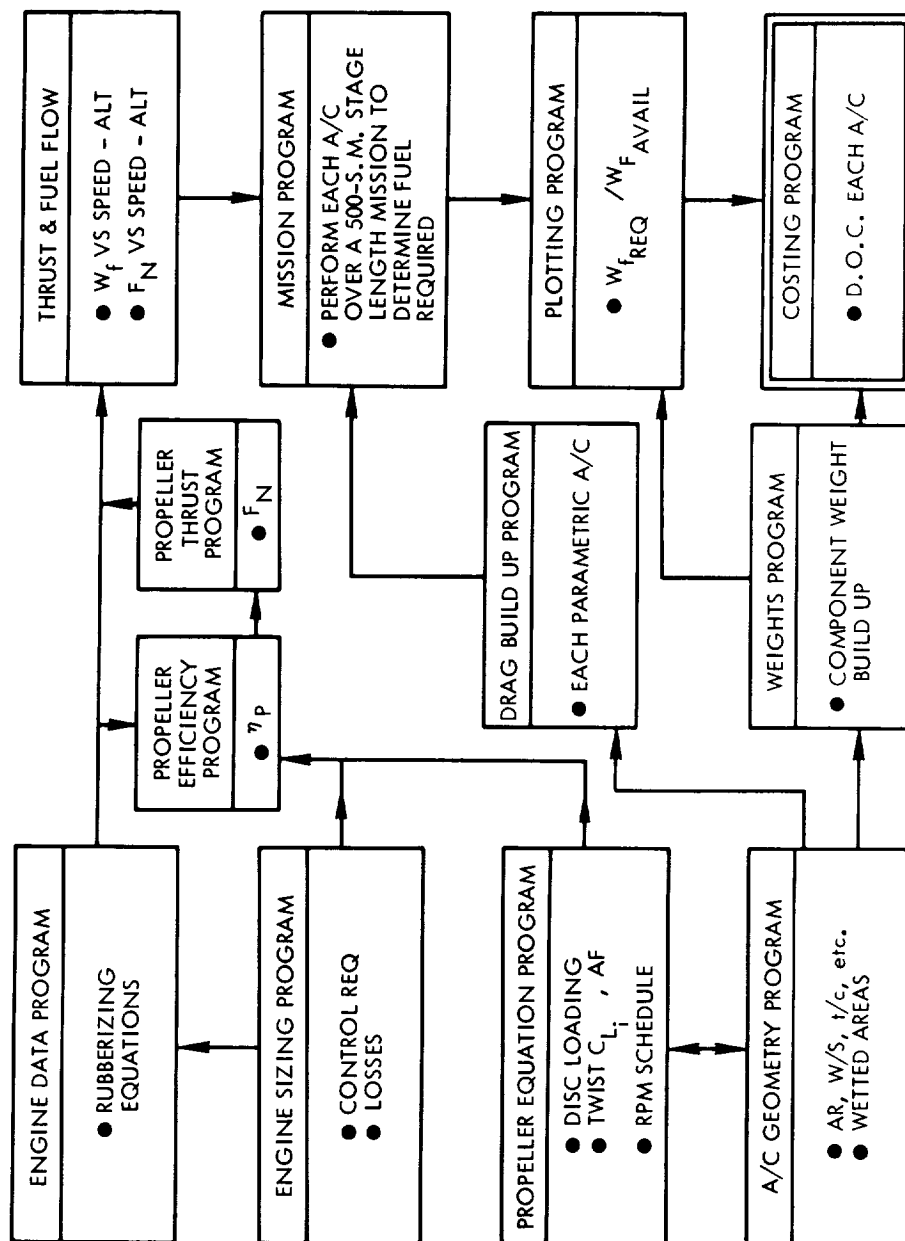 ENGINE DATA PROGRAM
● RUBBERIZING
EQUATIONS
ENGINE SIZING PROGRAM
● CONTROL REQ
● LOSSES
PROPELLER EQUATION PROGRAM
● DISC LOADING
● TWIST C_L_i , AF
● RPM SCHEDULE
A/C GEOMETRY PROGRAM
● AR, W/S, t/c, etc.
● WETTED AREAS
PROPELLER
EFFICIENCY
PROGRAM
● η_P
PROPELLER
THRUST
PROGRAM
● F_N
DRAG BUILD UP PROGRAM
● EACH PARAMETRIC A/C
WEIGHTS PROGRAM
● COMPONENT WEIGHT
BUILD UP
THRUST & FUEL FLOW
● W_f VS SPEED - ALT
● F_N VS SPEED - ALT
MISSION PROGRAM
● PERFORM EACH A/C
OVER A 500-S.M. STAGE
LENGTH MISSION TO
DETERMINE FUEL
REQUIRED
PLOTTING PROGRAM
● W_f_REQ /W_F_AVAIL
COSTING PROGRAM
● D.O.C. EACH A/C